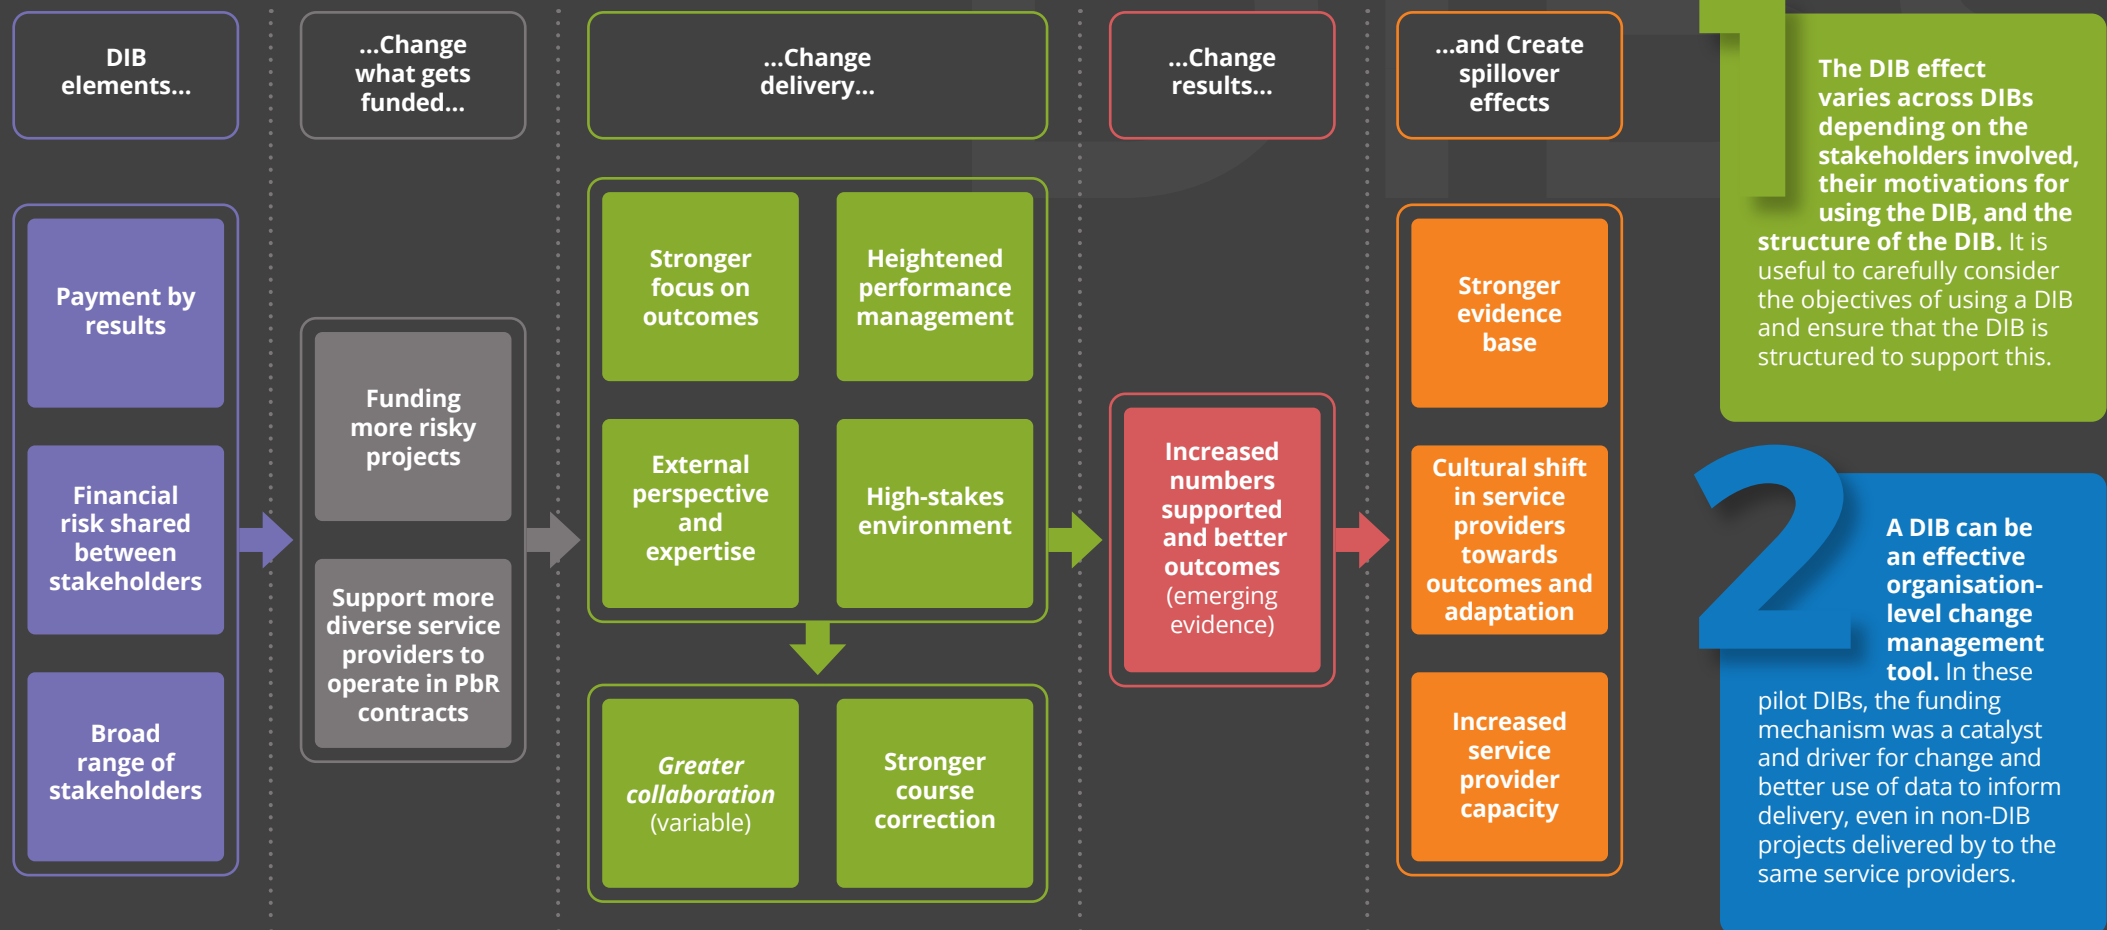 DIB
elements...
...Change
what gets
funded...
...Change
delivery...
...Change
results...
...and Create
spillover
effects
Payment by
results
Financial
risk shared
between
stakeholders
Broad
range of
stakeholders
Funding
more risky
projects
Support more
diverse service
providers to
operate in PbR
contracts
Stronger
focus on
outcomes
Heightened
performance
management
External
perspective
and
expertise
High-stakes
environment
Greater
collaboration
(variable)
Stronger
course
correction
Increased
numbers
supported
and better
outcomes
(emerging
evidence)
Stronger
evidence
base
Cultural shift
in service
providers
towards
outcomes and
adaptation
Increased
service
provider
capacity
1
The DIB effect
varies across DIBs
depending on the
stakeholders involved,
their motivations for
using the DIB, and the
structure of the DIB. It is
useful to carefully consider
the objectives of using a DIB
and ensure that the DIB is
structured to support this.
2
A DIB can be
an effective
organisation-
level change
management
tool. In these
pilot DIBs, the funding
mechanism was a catalyst
and driver for change and
better use of data to inform
delivery, even in non-DIB
projects delivered by to the
same service providers.